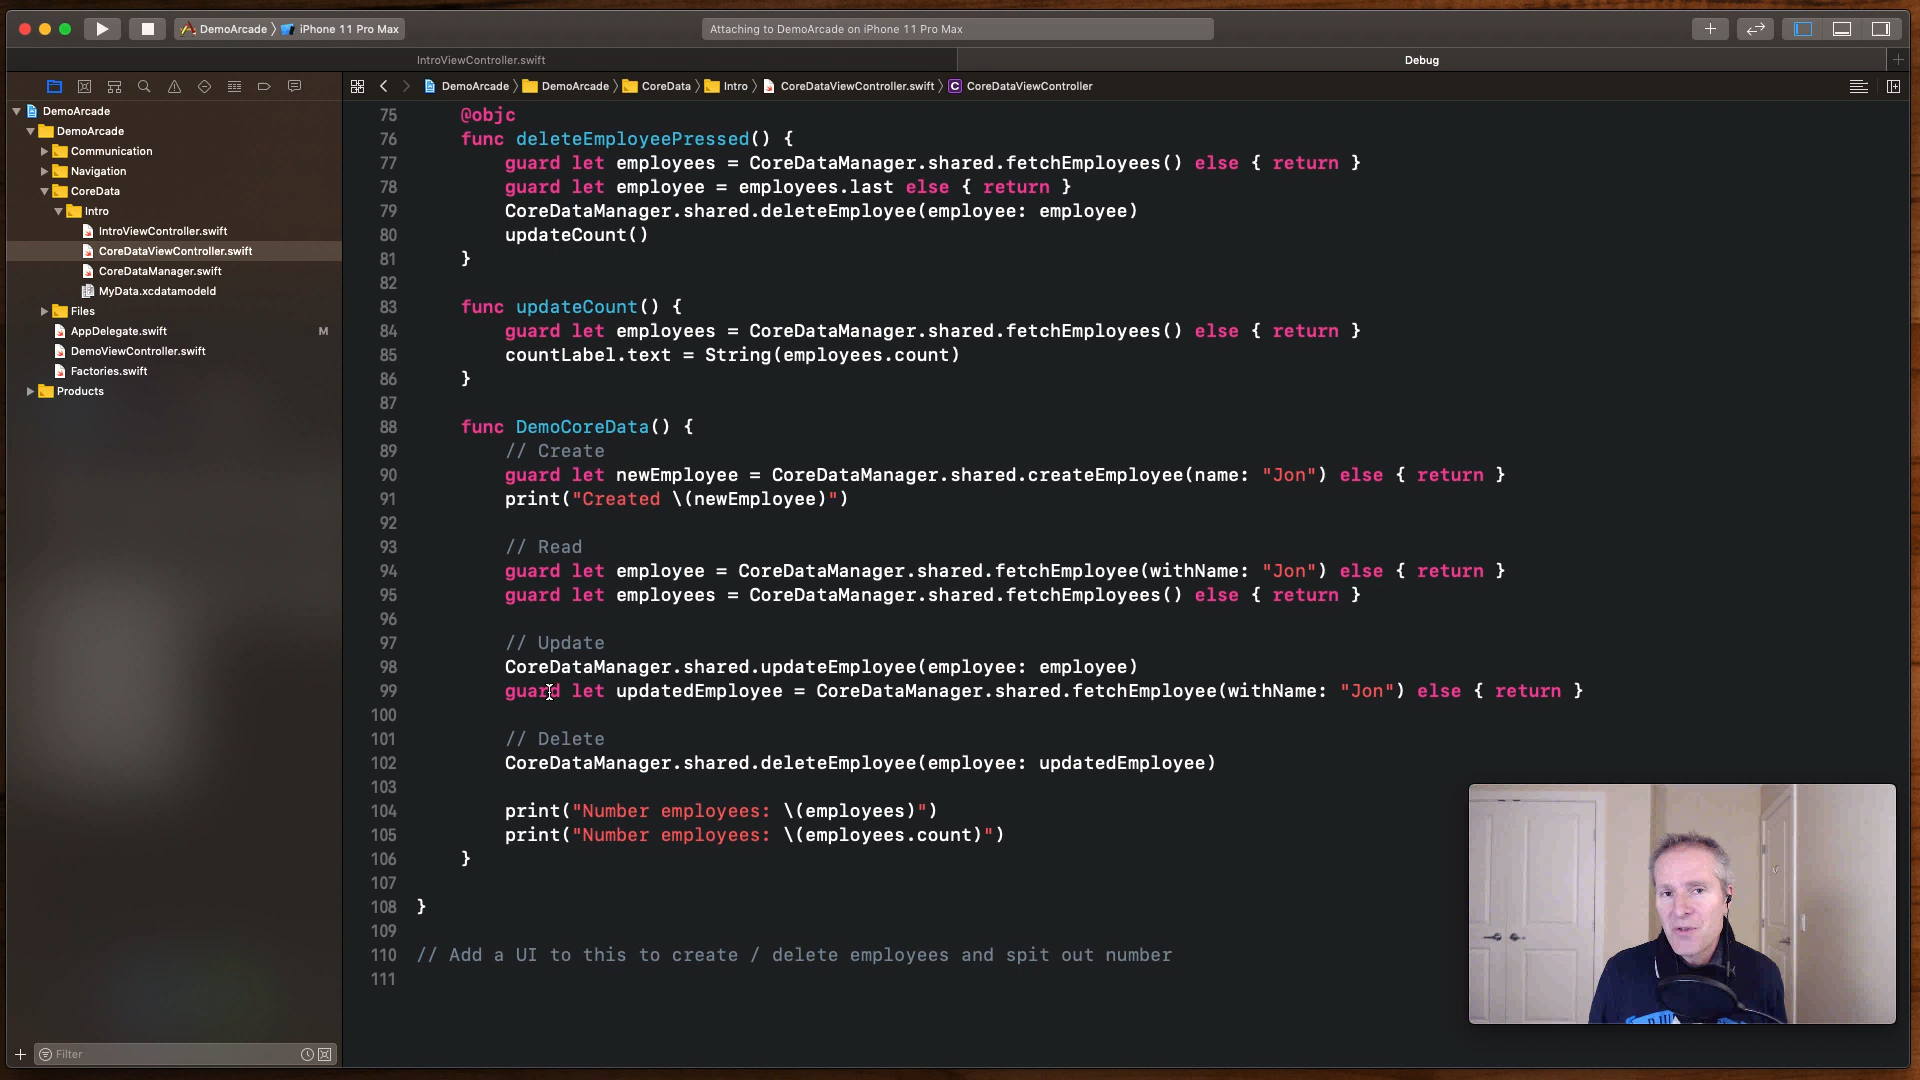 DemoArcade
iPhone 11 Pro Max
Attaching to DemoArcade on iPhone 11 Pro Max
IntroViewController.swift
Debug
DemoArcade
DemoArcade
CoreData
Intro
CoreDataViewController.swift
C CoreDataViewController
DemoArcade
DemoArcade
Communication
Navigation
CoreData
Intro
IntroViewController.swift
CoreDataViewController.swift
CoreDataManager.swift
MyData.xcdatamodeld
Files
AppDelegate.swift M
DemoViewController.swift
Factories.swift
Products
Filter
75 @objc
76 func deleteEmployeePressed() {
77 guard let employees = CoreDataManager.shared.fetchEmployees() else { return }
78 guard let employee = employees.last else { return }
79 CoreDataManager.shared.deleteEmployee(employee: employee)
80 updateCount()
81 }
82
83 func updateCount() {
84 guard let employees = CoreDataManager.shared.fetchEmployees() else { return }
85 countLabel.text = String(employees.count)
86 }
87
88 func DemoCoreData() {
89 // Create
90 guard let newEmployee = CoreDataManager.shared.createEmployee(name: "Jon") else { return }
91 print("Created \(newEmployee)")
92
93 // Read
94 guard let employee = CoreDataManager.shared.fetchEmployee(withName: "Jon") else { return }
95 guard let employees = CoreDataManager.shared.fetchEmployees() else { return }
96
97 // Update
98 CoreDataManager.shared.updateEmployee(employee: employee)
99 guard let updatedEmployee = CoreDataManager.shared.fetchEmployee(withName: "Jon") else { return }
100
101 // Delete
102 CoreDataManager.shared.deleteEmployee(employee: updatedEmployee)
103
104 print("Number employees: \(employees)")
105 print("Number employees: \(employees.count)")
106 }
107
108 }
109
110 // Add a UI to this to create / delete employees and spit out number
111